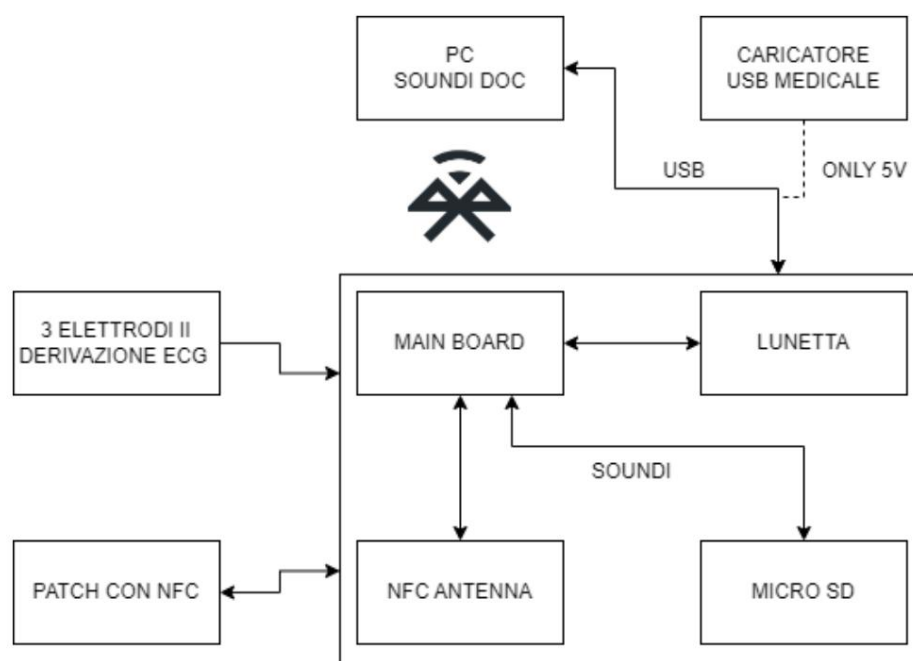 PC
SOUNDI DOC
CARICATORE
USB MEDICALE
USB
ONLY 5V
3 ELETTRODI II
DERIVAZIONE ECG
MAIN BOARD
LUNETTA
SOUNDI
PATCH CON NFC
NFC ANTENNA
MICRO SD